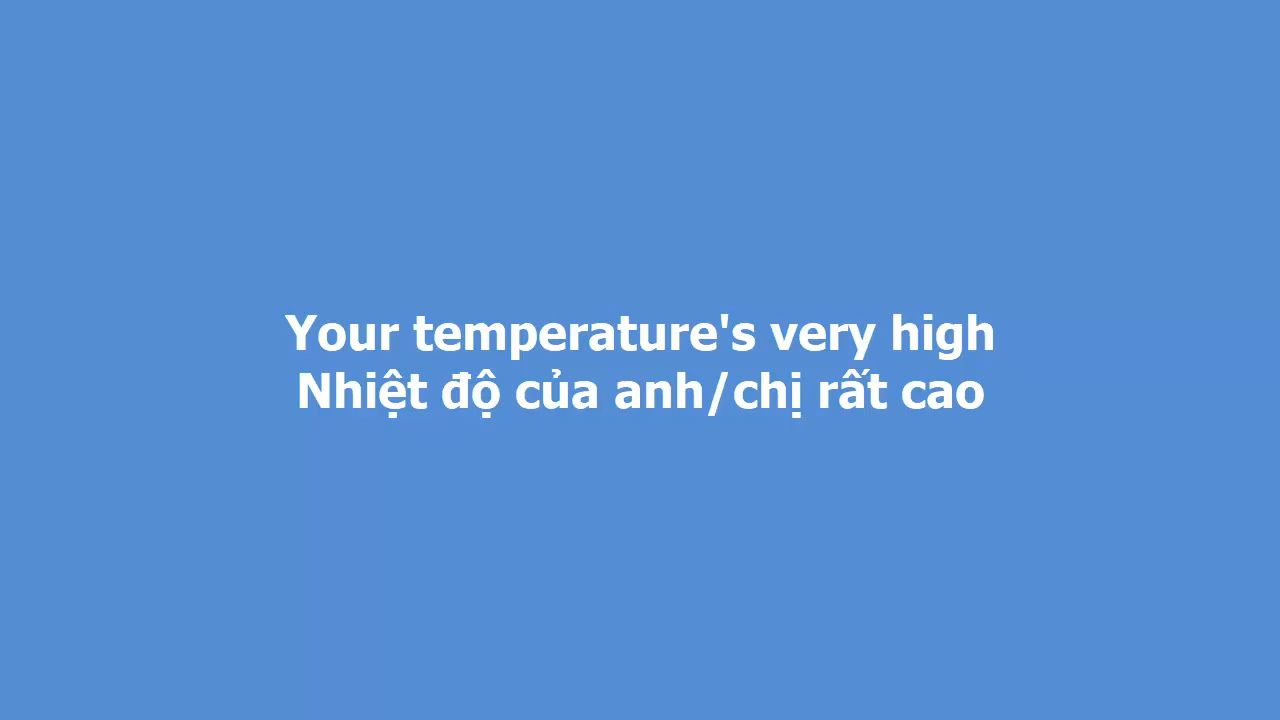 Your temperature's very high
Nhiệt độ của anh/chị rất cao